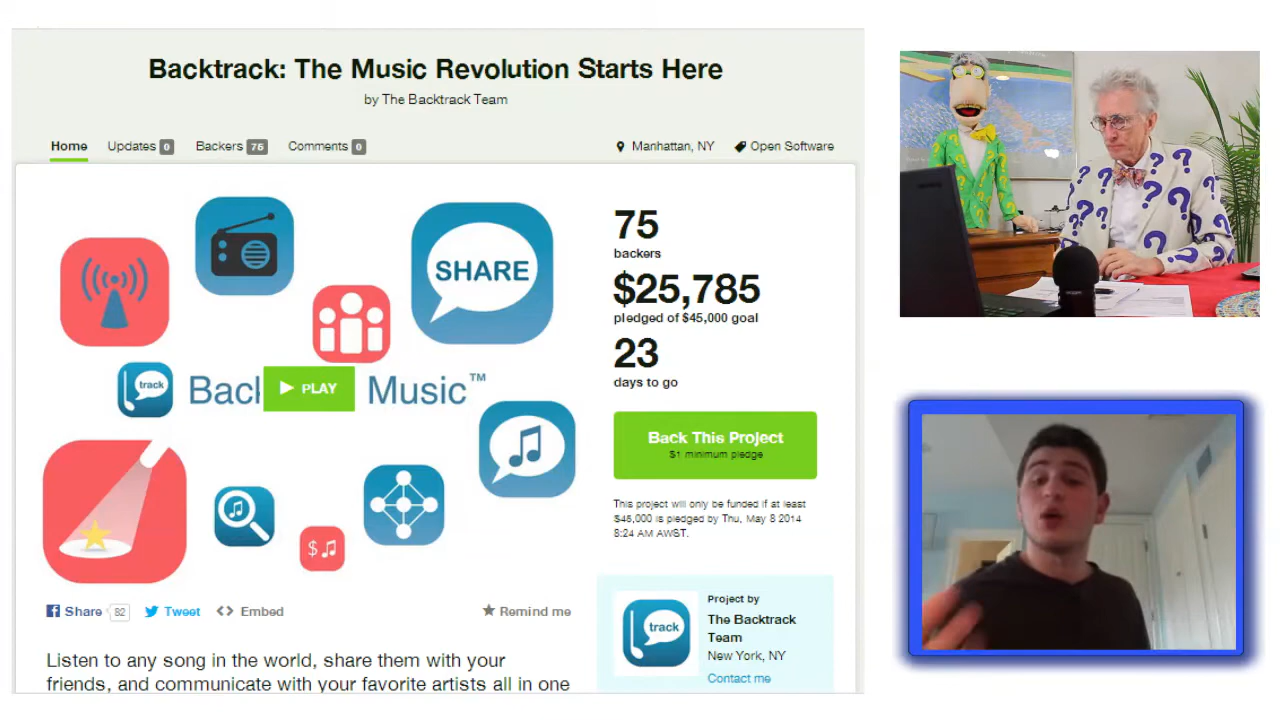 Backtrack: The Music Revolution Starts Here
by The Backtrack Team
Home Updates 0 Backers 76 Comments 0 Manhattan, NY Open Software
SHARE
track
Back
PLAY
Music™
$
75
backers
$25,785
pledged of $45,000 goal
23
days to go
Back This Project
$1 minimum pledge
This project will only be funded if at least
$45,000 is pledged by Thu, May 8 2014
8:24 AM AWST.
Share 82 Tweet Embed Remind me
Listen to any song in the world, share them with your
friends, and communicate with your favorite artists all in one
track
Project by
The Backtrack
Team
New York, NY
Contact me